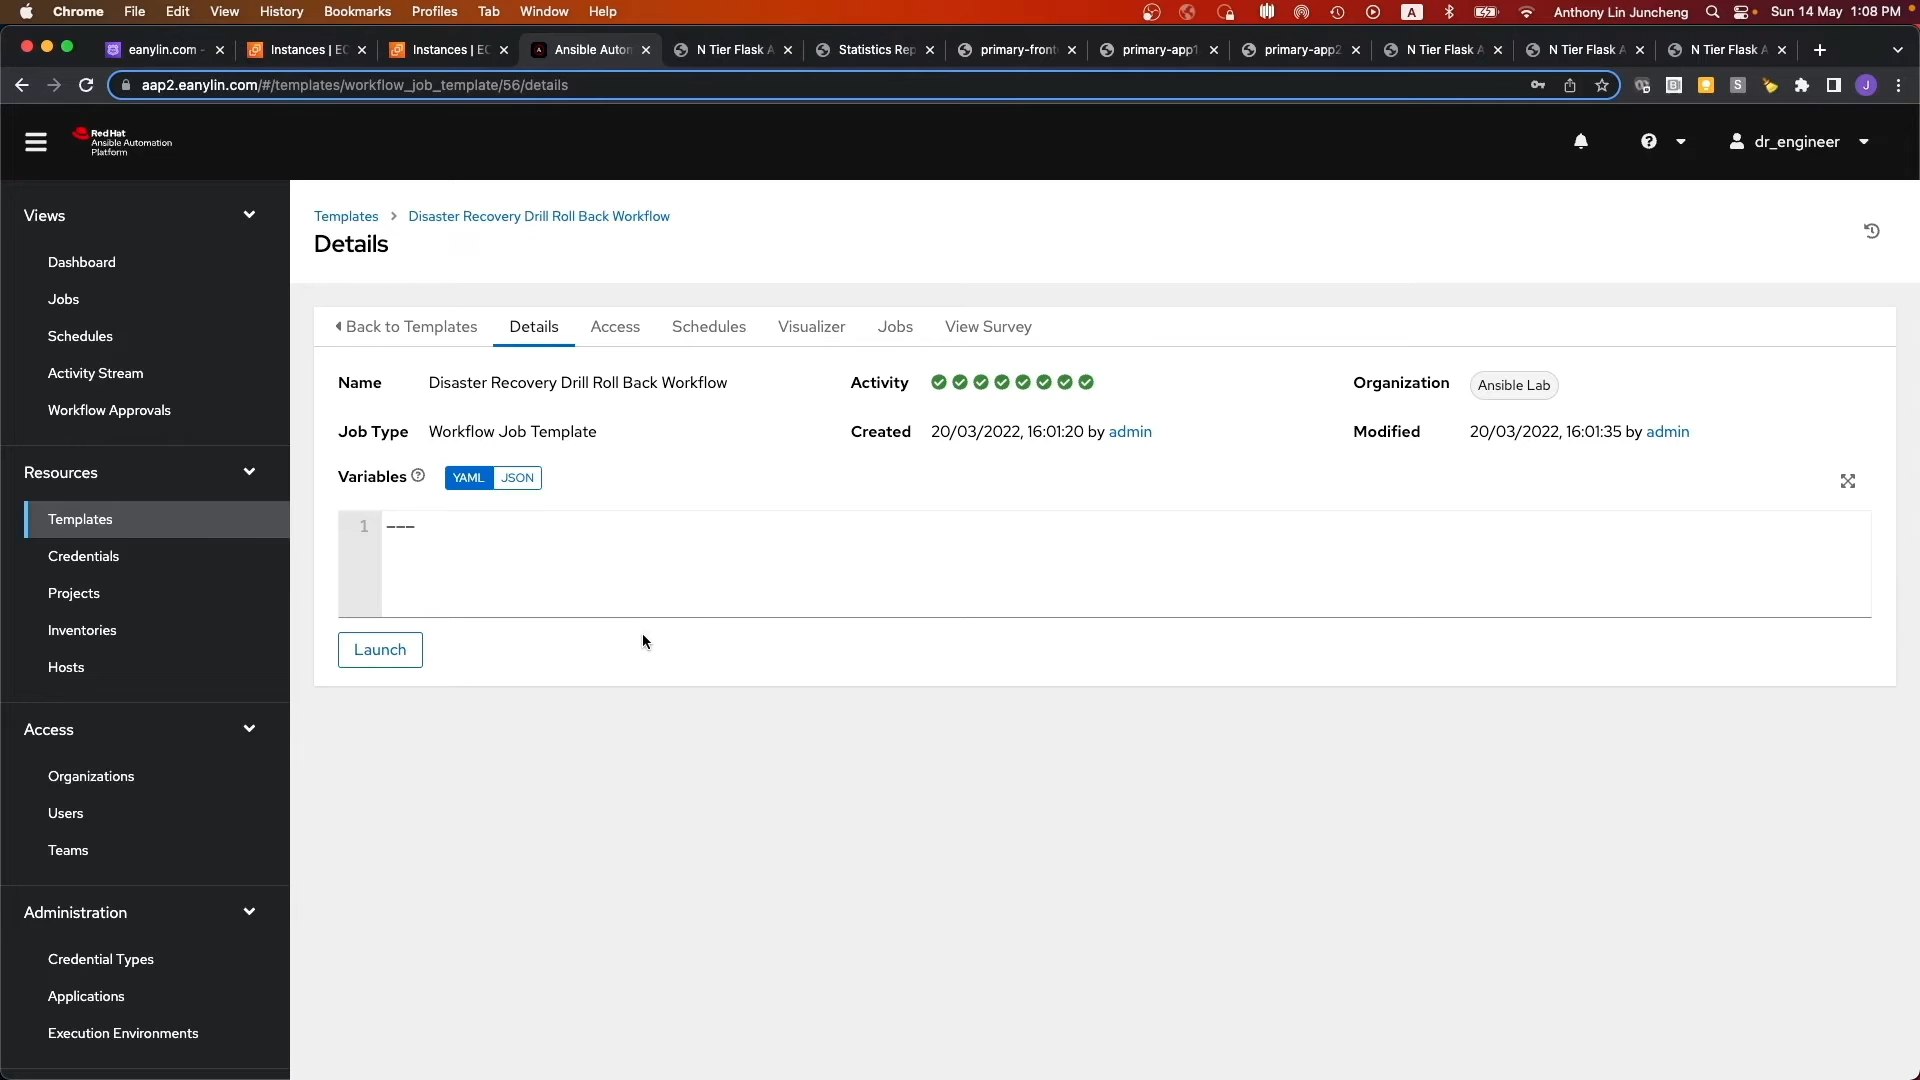 Chrome File Edit View History Bookmarks Profiles Tab Window Help A Anthony Lin Juncheng Sun 14 May 1:08 PM
eanylin.com - Instances | EC Instances | EC Ansible Autom N Tier Flask A Statistics Rep primary-front primary-app1 primary-app2 N Tier Flask A N Tier Flask A N Tier Flask A
aap2.eanylin.com/#/templates/workflow_job_template/56/details S J
Red Hat
Ansible Automation
Platform
dr_engineer
Views
Dashboard
Jobs
Schedules
Activity Stream
Workflow Approvals
Resources
Templates
Credentials
Projects
Inventories
Hosts
Access
Organizations
Users
Teams
Administration
Credential Types
Applications
Execution Environments
Templates > Disaster Recovery Drill Roll Back Workflow
Details
Back to Templates Details Access Schedules Visualizer Jobs View Survey
Name Disaster Recovery Drill Roll Back Workflow Activity Organization Ansible Lab
Job Type Workflow Job Template Created 20/03/2022, 16:01:20 by admin Modified 20/03/2022, 16:01:35 by admin
Variables YAML JSON
1 ---
Launch